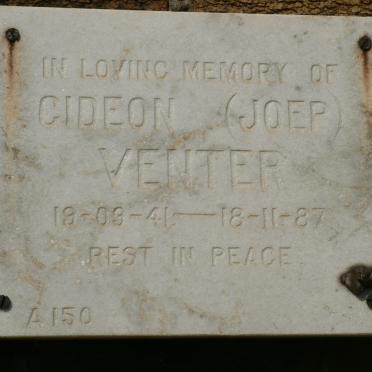 IN LOVING MEMORY OF
GIDEON (JOEP)
VENTER
19-09-41—18-11-87
REST IN PEACE
A150